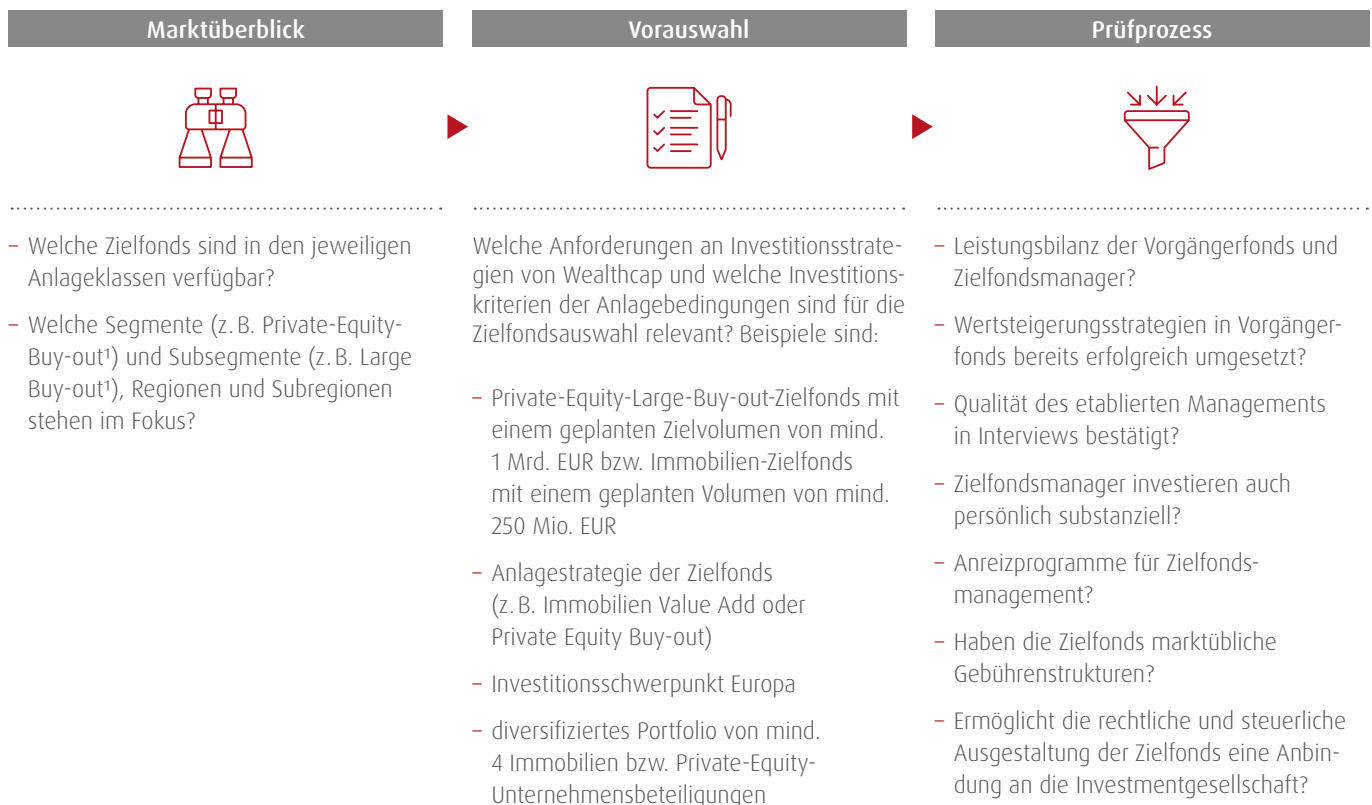 Marktüberblick
– Welche Zielfonds sind in den jeweiligen
Anlageklassen verfügbar?
– Welche Segmente (z. B. Private-Equity-
Buy-out¹) und Subsegmente (z. B. Large
Buy-out¹), Regionen und Subregionen
stehen im Fokus?
Vorauswahl
Welche Anforderungen an Investitionsstrate-
gien von Wealthcap und welche Investitions-
kriterien der Anlagebedingungen sind für die
Zielfondsauswahl relevant? Beispiele sind:
– Private-Equity-Large-Buy-out-Zielfonds mit
einem geplanten Zielvolumen von mind.
1 Mrd. EUR bzw. Immobilien-Zielfonds
mit einem geplanten Volumen von mind.
250 Mio. EUR
– Anlagestrategie der Zielfonds
(z. B. Immobilien Value Add oder
Private Equity Buy-out)
– Investitionsschwerpunkt Europa
– diversifiziertes Portfolio von mind.
4 Immobilien bzw. Private-Equity-
Unternehmensbeteiligungen
Prüfprozess
– Leistungsbilanz der Vorgängerfonds und
Zielfondsmanager?
– Wertsteigerungsstrategien in Vorgänger-
fonds bereits erfolgreich umgesetzt?
– Qualität des etablierten Managements
in Interviews bestätigt?
– Zielfondsmanager investieren auch
persönlich substanziell?
– Anreizprogramme für Zielfonds-
management?
– Haben die Zielfonds marktübliche
Gebührenstrukturen?
– Ermöglicht die rechtliche und steuerliche
Ausgestaltung der Zielfonds eine Anbin-
dung an die Investmentgesellschaft?